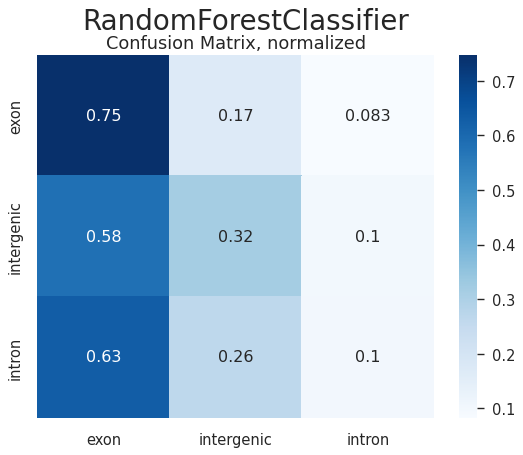 RandomForestClassifier
Confusion Matrix, normalized
exon
0.75 0.17 0.083
intergenic
0.58 0.32 0.1
intron
0.63 0.26 0.1
exon intergenic intron
0.7
0.6
0.5
0.4
0.3
0.2
0.1